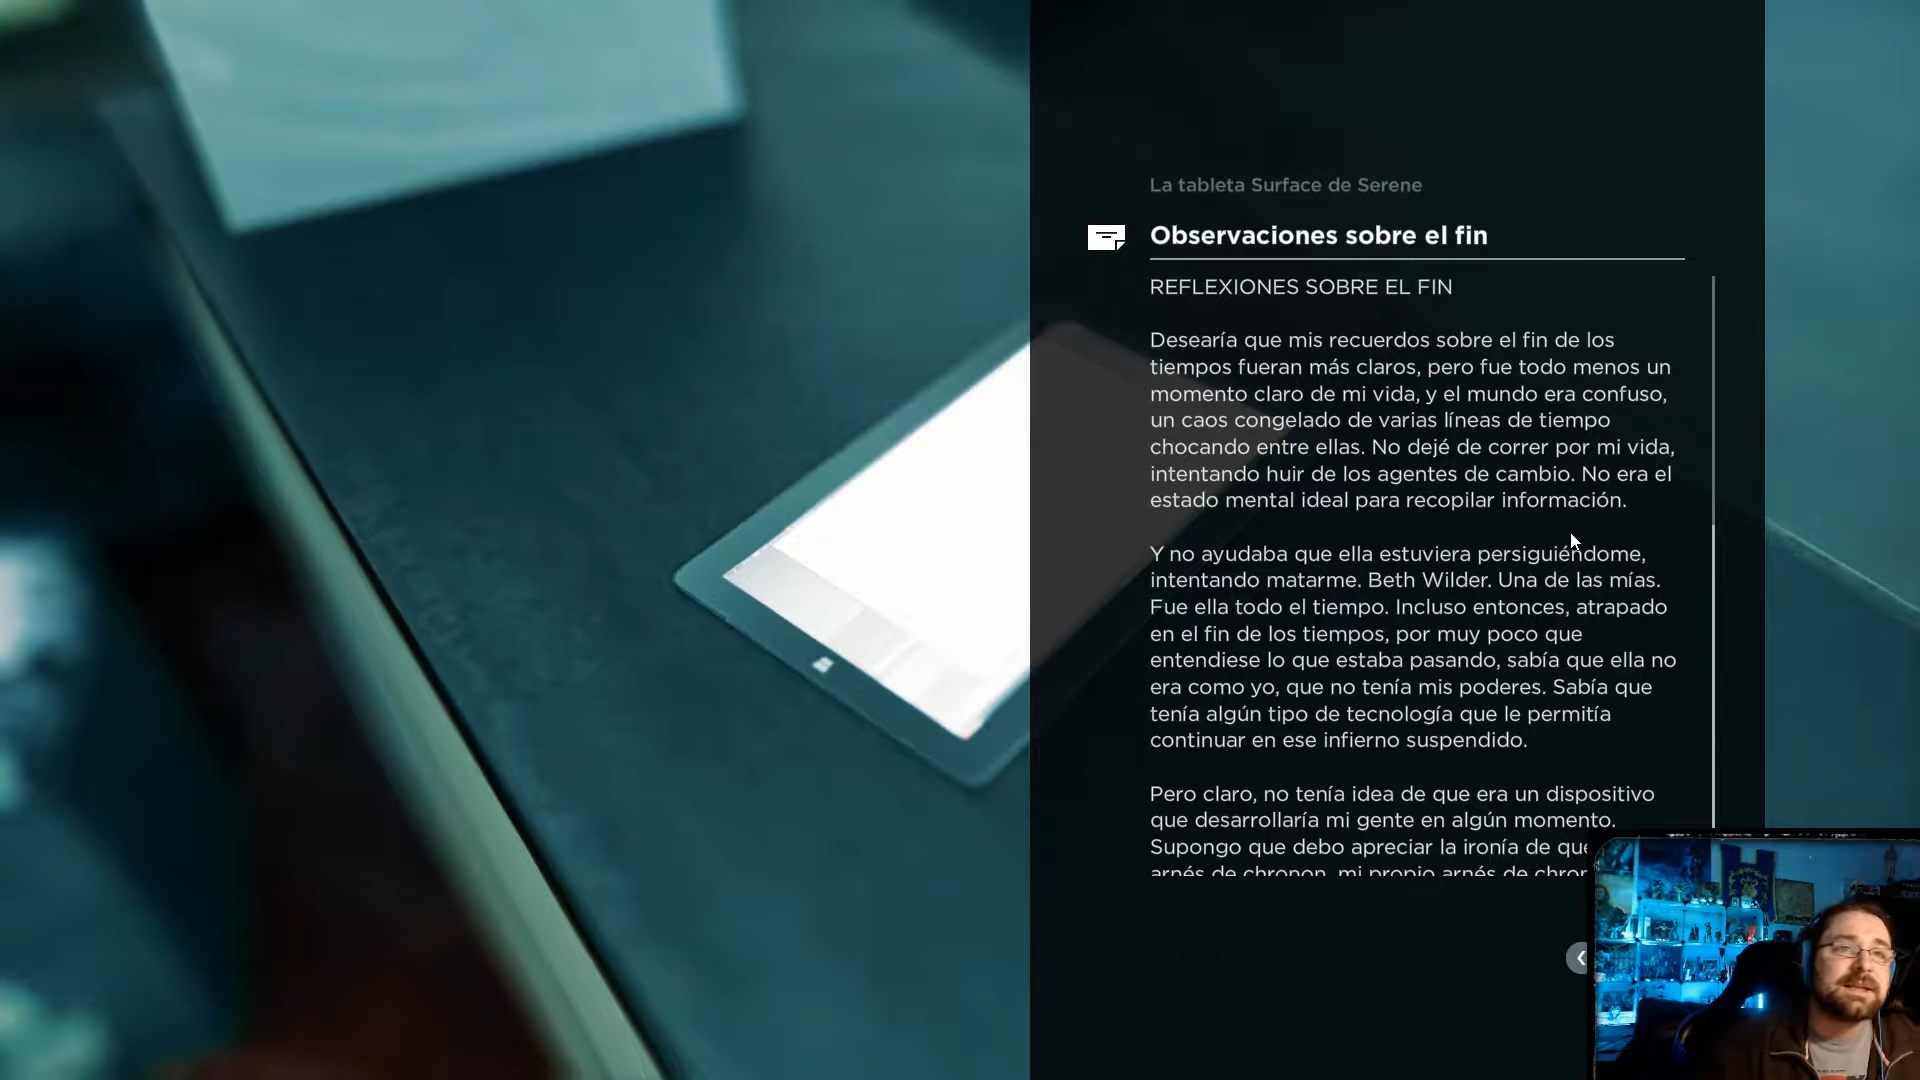 La tableta Surface de Serene
Observaciones sobre el fin
REFLEXIONES SOBRE EL FIN
Desearía que mis recuerdos sobre el fin de los
tiempos fueran más claros, pero fue todo menos un
momento claro de mi vida, y el mundo era confuso,
un caos congelado de varias líneas de tiempo
chocando entre ellas. No dejé de correr por mi vida,
intentando huir de los agentes de cambio. No era el
estado mental ideal para recopilar información.
Y no ayudaba que ella estuviera persiguiéndome,
intentando matarme. Beth Wilder. Una de las mías.
Fue ella todo el tiempo. Incluso entonces, atrapado
en el fin de los tiempos, por muy poco que
entendiese lo que estaba pasando, sabía que ella no
era como yo, que no tenía mis poderes. Sabía que
tenía algún tipo de tecnología que le permitía
continuar en ese infierno suspendido.
Pero claro, no tenía idea de que era un dispositivo
que desarrollaría mi gente en algún momento.
Supongo que debo apreciar la ironía de que
arnés de chronon, mi propio arnés de